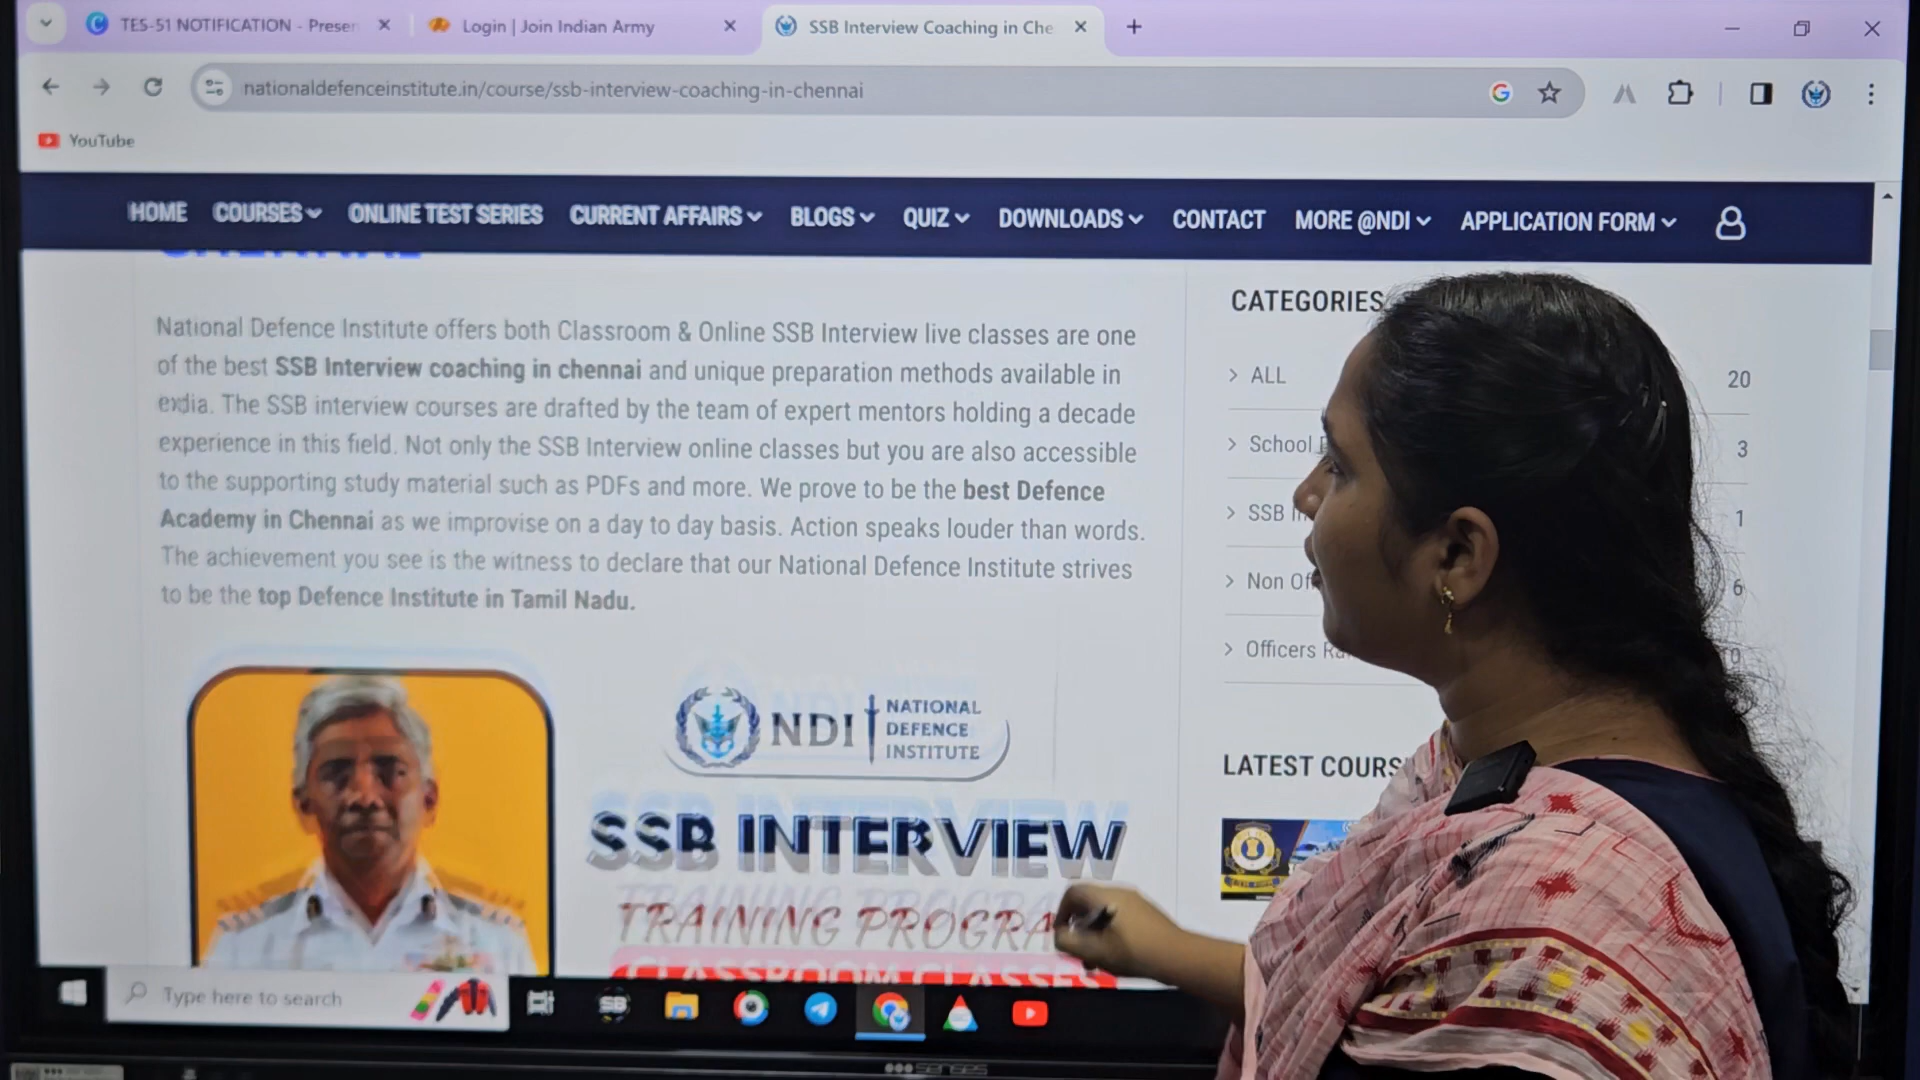 TES-51 NOTIFICATION - Preser
Login | Join Indian Army
SSB Interview Coaching in Che
nationaldefenceinstitute.in/course/ssb-interview-coaching-in-chennai
YouTube
HOME COURSES ONLINE TEST SERIES CURRENT AFFAIRS BLOGS QUIZ DOWNLOADS CONTACT MORE @NDI APPLICATION FORM
National Defence Institute offers both Classroom & Online SSB Interview live classes are one
of the best SSB Interview coaching in chennai and unique preparation methods available in
The SSB interview courses are drafted by the team of expert mentors holding a decade
experience in this field. Not only the SSB Interview online classes but you are also accessible
to the supporting study material such as PDFs and more. We prove to be the best Defence
Academy in Chennai as we improvise on a day to day basis. Action speaks louder than words.
The achievement you see is the witness to declare that our National Defence Institute strives
to be the top Defence Institute in Tamil Nadu.
NDI
NATIONAL
DEFENCE
INSTITUTE
SSB INTERVIEW
TRAINING PROGRA
CLASSROOM CLASSES
CATEGORIES
ALL 20
School 3
SSB 1
Non Of 6
Officers Ra 0
LATEST COURS
Type here to search
SB